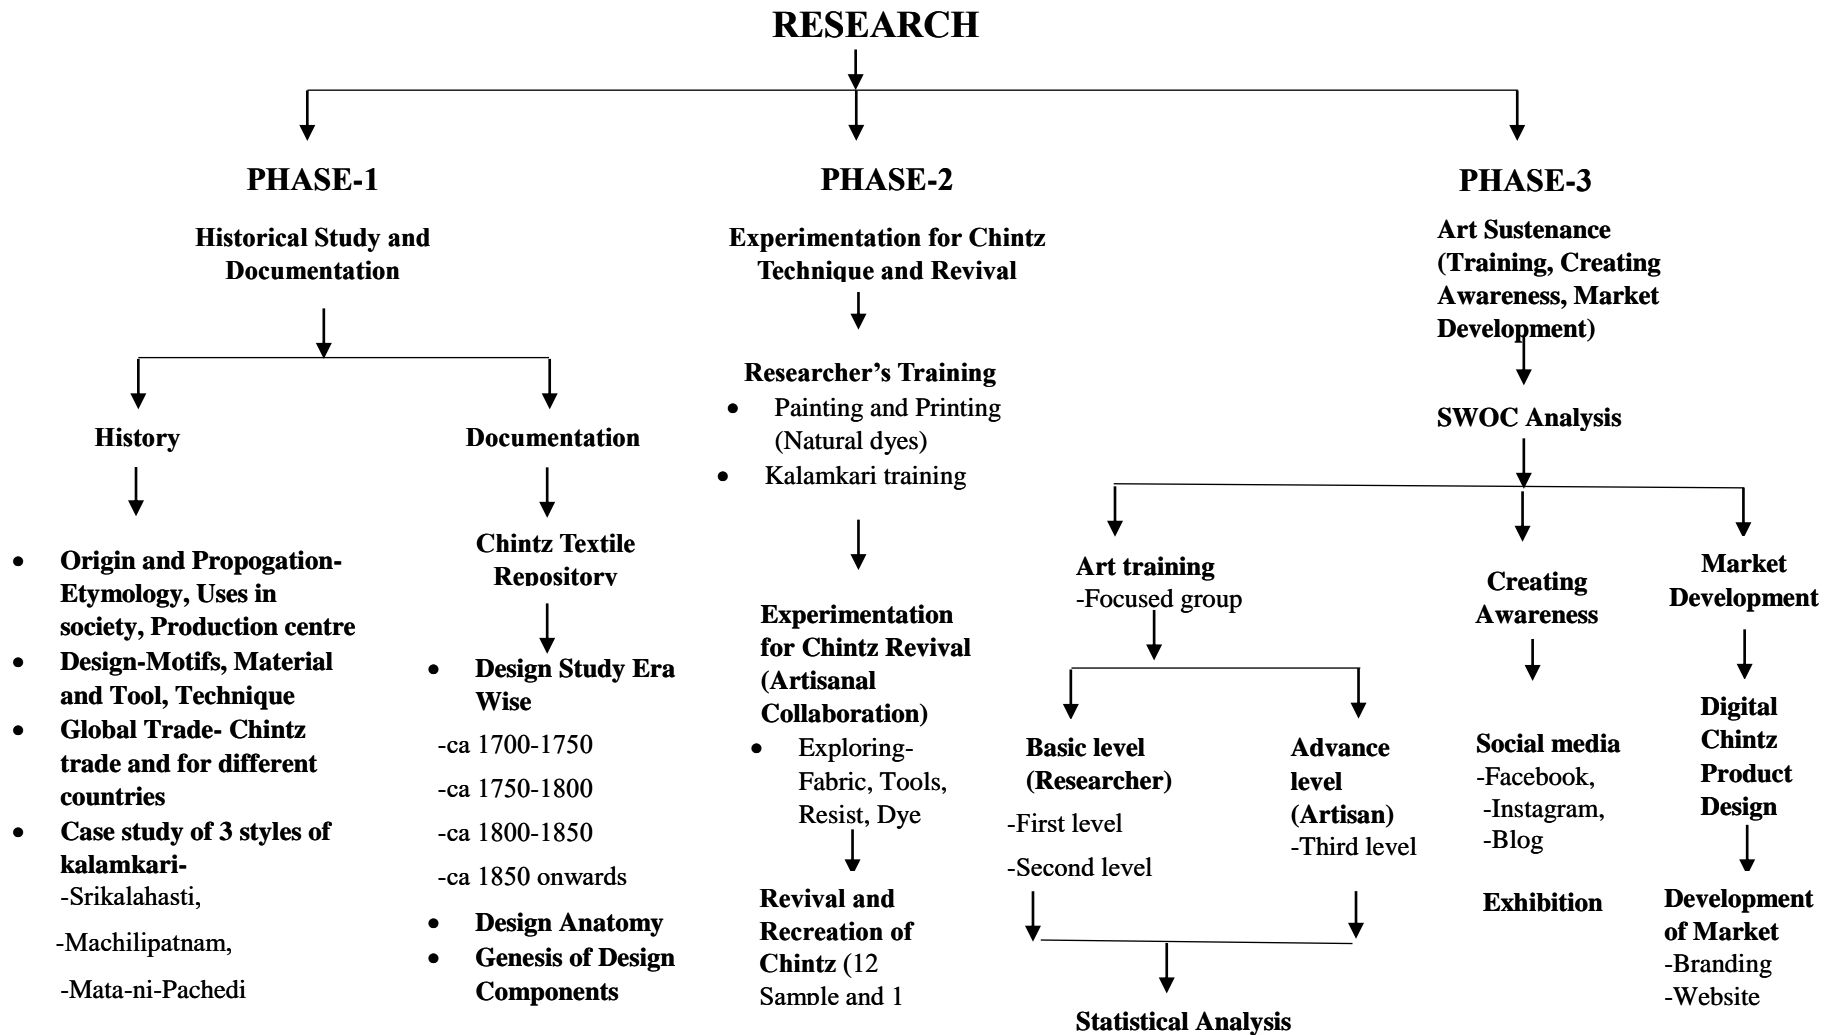 RESEARCH
PHASE-1
Historical Study and
Documentation
History
• Origin and Propogation-
Etymology, Uses in
society, Production centre
• Design-Motifs, Material
and Tool, Technique
• Global Trade- Chintz
trade and for different
countries
• Case study of 3 styles of
kalamkari-
-Srikalahasti,
-Machilipatnam,
-Mata-ni-Pachedi
Documentation
Chintz Textile
Repository
• Design Study Era
Wise
-ca 1700-1750
-ca 1750-1800
-ca 1800-1850
-ca 1850 onwards
• Design Anatomy
• Genesis of Design
Components
PHASE-2
Experimentation for Chintz
Technique and Revival
Researcher’s Training
• Painting and Printing
(Natural dyes)
• Kalamkari training
Experimentation
for Chintz Revival
(Artisanal
Collaboration)
• Exploring-
Fabric, Tools,
Resist, Dye
Revival and
Recreation of
Chintz (12
Sample and 1
PHASE-3
Art Sustenance
(Training, Creating
Awareness, Market
Development)
SWOC Analysis
Art training
-Focused group
Basic level
(Researcher)
-First level
-Second level
Advance
level
(Artisan)
-Third level
Statistical Analysis
Creating
Awareness
Social media
-Facebook,
-Instagram,
-Blog
Exhibition
Market
Development
Digital
Chintz
Product
Design
Development
of Market
-Branding
-Website